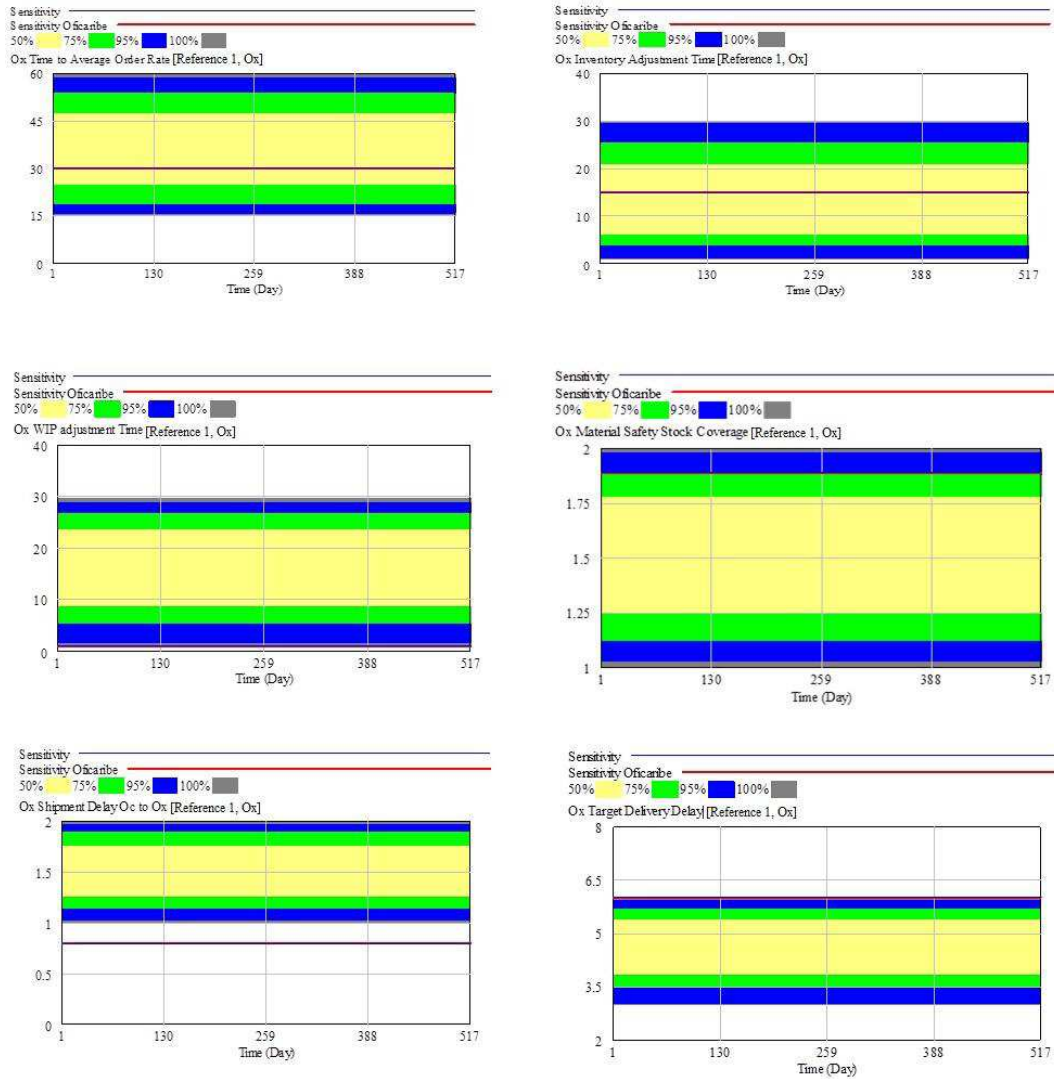 Sensitivity
Sensitivity Oficaribe
50% 75% 95% 100%
Ox Time to Average Order Rate [Reference 1, Ox]
60
45
30
15
0
1 130 259 388 517
Time (Day)
Sensitivity
Sensitivity Oficaribe
50% 75% 95% 100%
Ox Inventory Adjustment Time [Reference 1, Ox]
40
30
20
10
0
1 130 259 388 517
Time (Day)
Sensitivity
Sensitivity Oficaribe
50% 75% 95% 100%
Ox WIP adjustment Time [Reference 1, Ox]
40
30
20
10
0
1 130 259 388 517
Time (Day)
Sensitivity
Sensitivity Oficaribe
50% 75% 95% 100%
Ox Material Safety Stock Coverage [Reference 1, Ox]
2
1.75
1.5
1.25
1
1 130 259 388 517
Time (Day)
Sensitivity
Sensitivity Oficaribe
50% 75% 95% 100%
Ox Shipment Delay Oc to Ox [Reference 1, Ox]
2
1.5
1
0.5
0
1 130 259 388 517
Time (Day)
Sensitivity
Sensitivity Oficaribe
50% 75% 95% 100%
Ox Target Delivery Delay [Reference 1, Ox]
8
6.5
5
3.5
2
1 130 259 388 517
Time (Day)